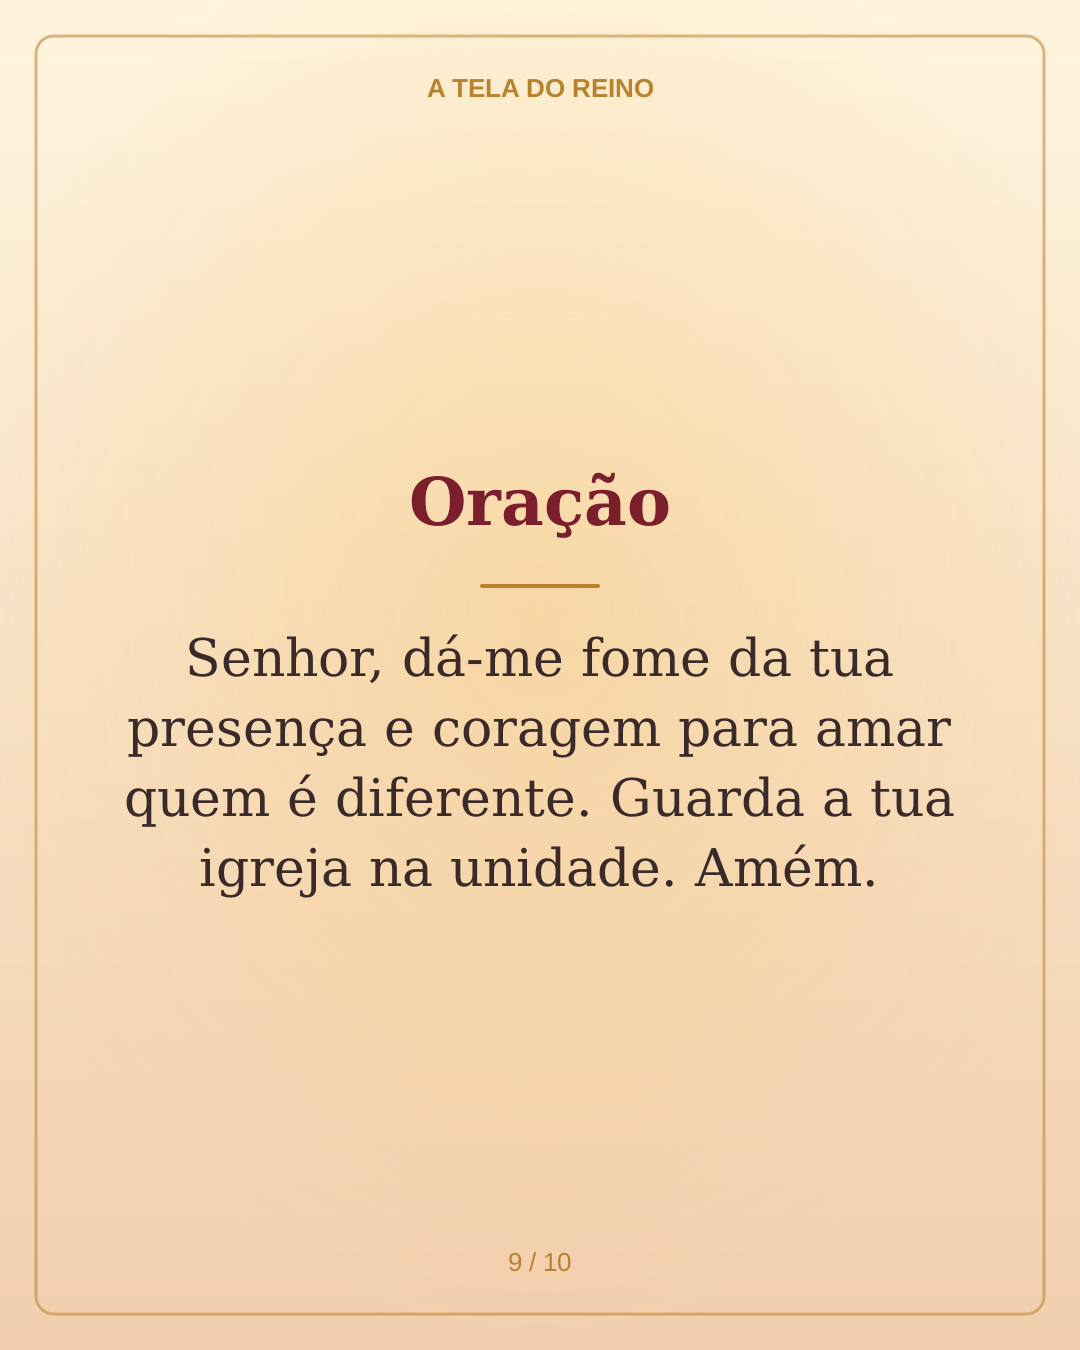 A TELA DO REINO
Oração
Senhor, dá-me fome da tua
presença e coragem para amar
quem é diferente. Guarda a tua
igreja na unidade. Amém.
9 / 10